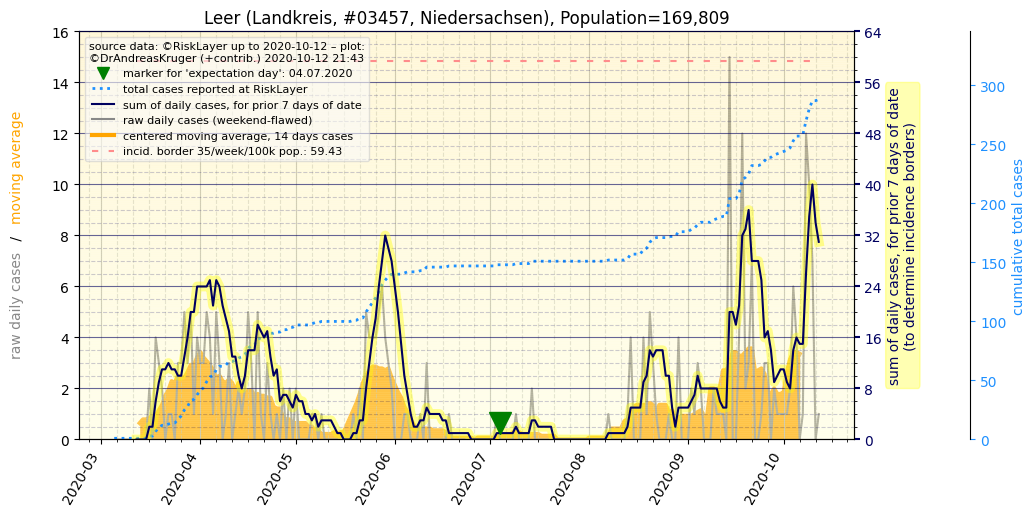 Leer (Landkreis, #03457, Niedersachsen), Population=169,809
source data: ©RiskLayer up to 2020-10-12 – plot:
©DrAndreasKruger (+contrib.) 2020-10-12 21:43
marker for 'expectation day': 04.07.2020
total cases reported at RiskLayer
sum of daily cases, for prior 7 days of date
raw daily cases (weekend-flawed)
centered moving average, 14 days cases
incid. border 35/week/100k pop.: 59.43
raw daily cases / moving average
16
14
12
10
8
6
4
2
0
64
56
48
40
32
24
16
8
0
sum of daily cases, for prior 7 days of date
(to determine incidence borders)
300
250
200
150
100
50
0
cumulative total cases
2020-03
2020-04
2020-05
2020-06
2020-07
2020-08
2020-09
2020-10